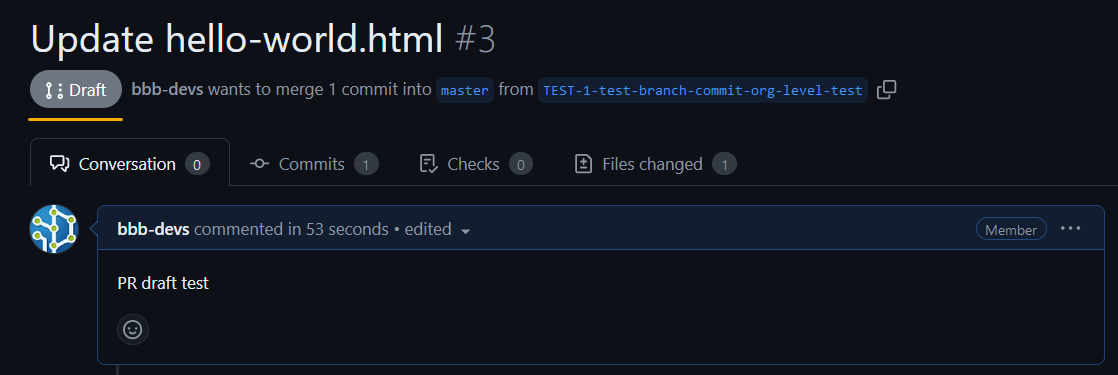 Update hello-world.html #3
Draft bbb-devs wants to merge 1 commit into master from TEST-1-test-branch-commit-org-level-test
Conversation 0 Commits 1 Checks 0 Files changed 1
bbb-devs commented in 53 seconds • edited Member
PR draft test